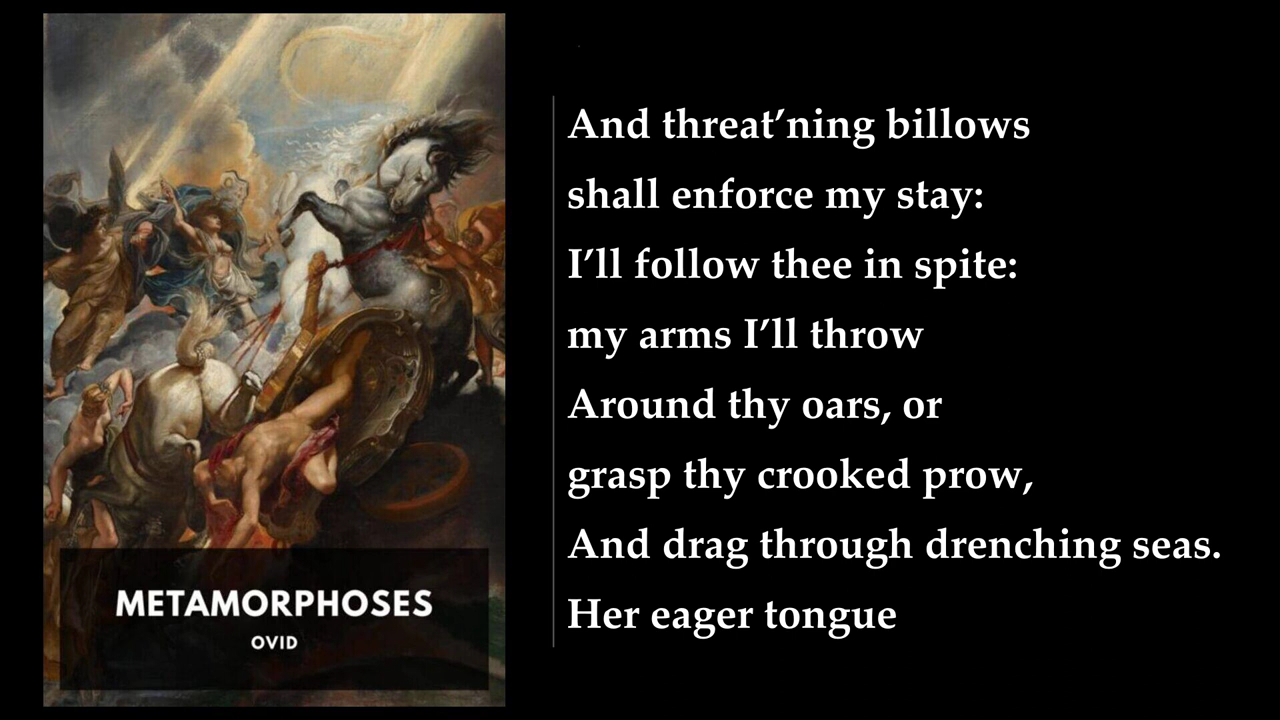 METAMORPHOSES
OVID
And threat’ning billows
shall enforce my stay:
I’ll follow thee in spite:
my arms I’ll throw
Around thy oars, or
grasp thy crooked prow,
And drag through drenching seas.
Her eager tongue